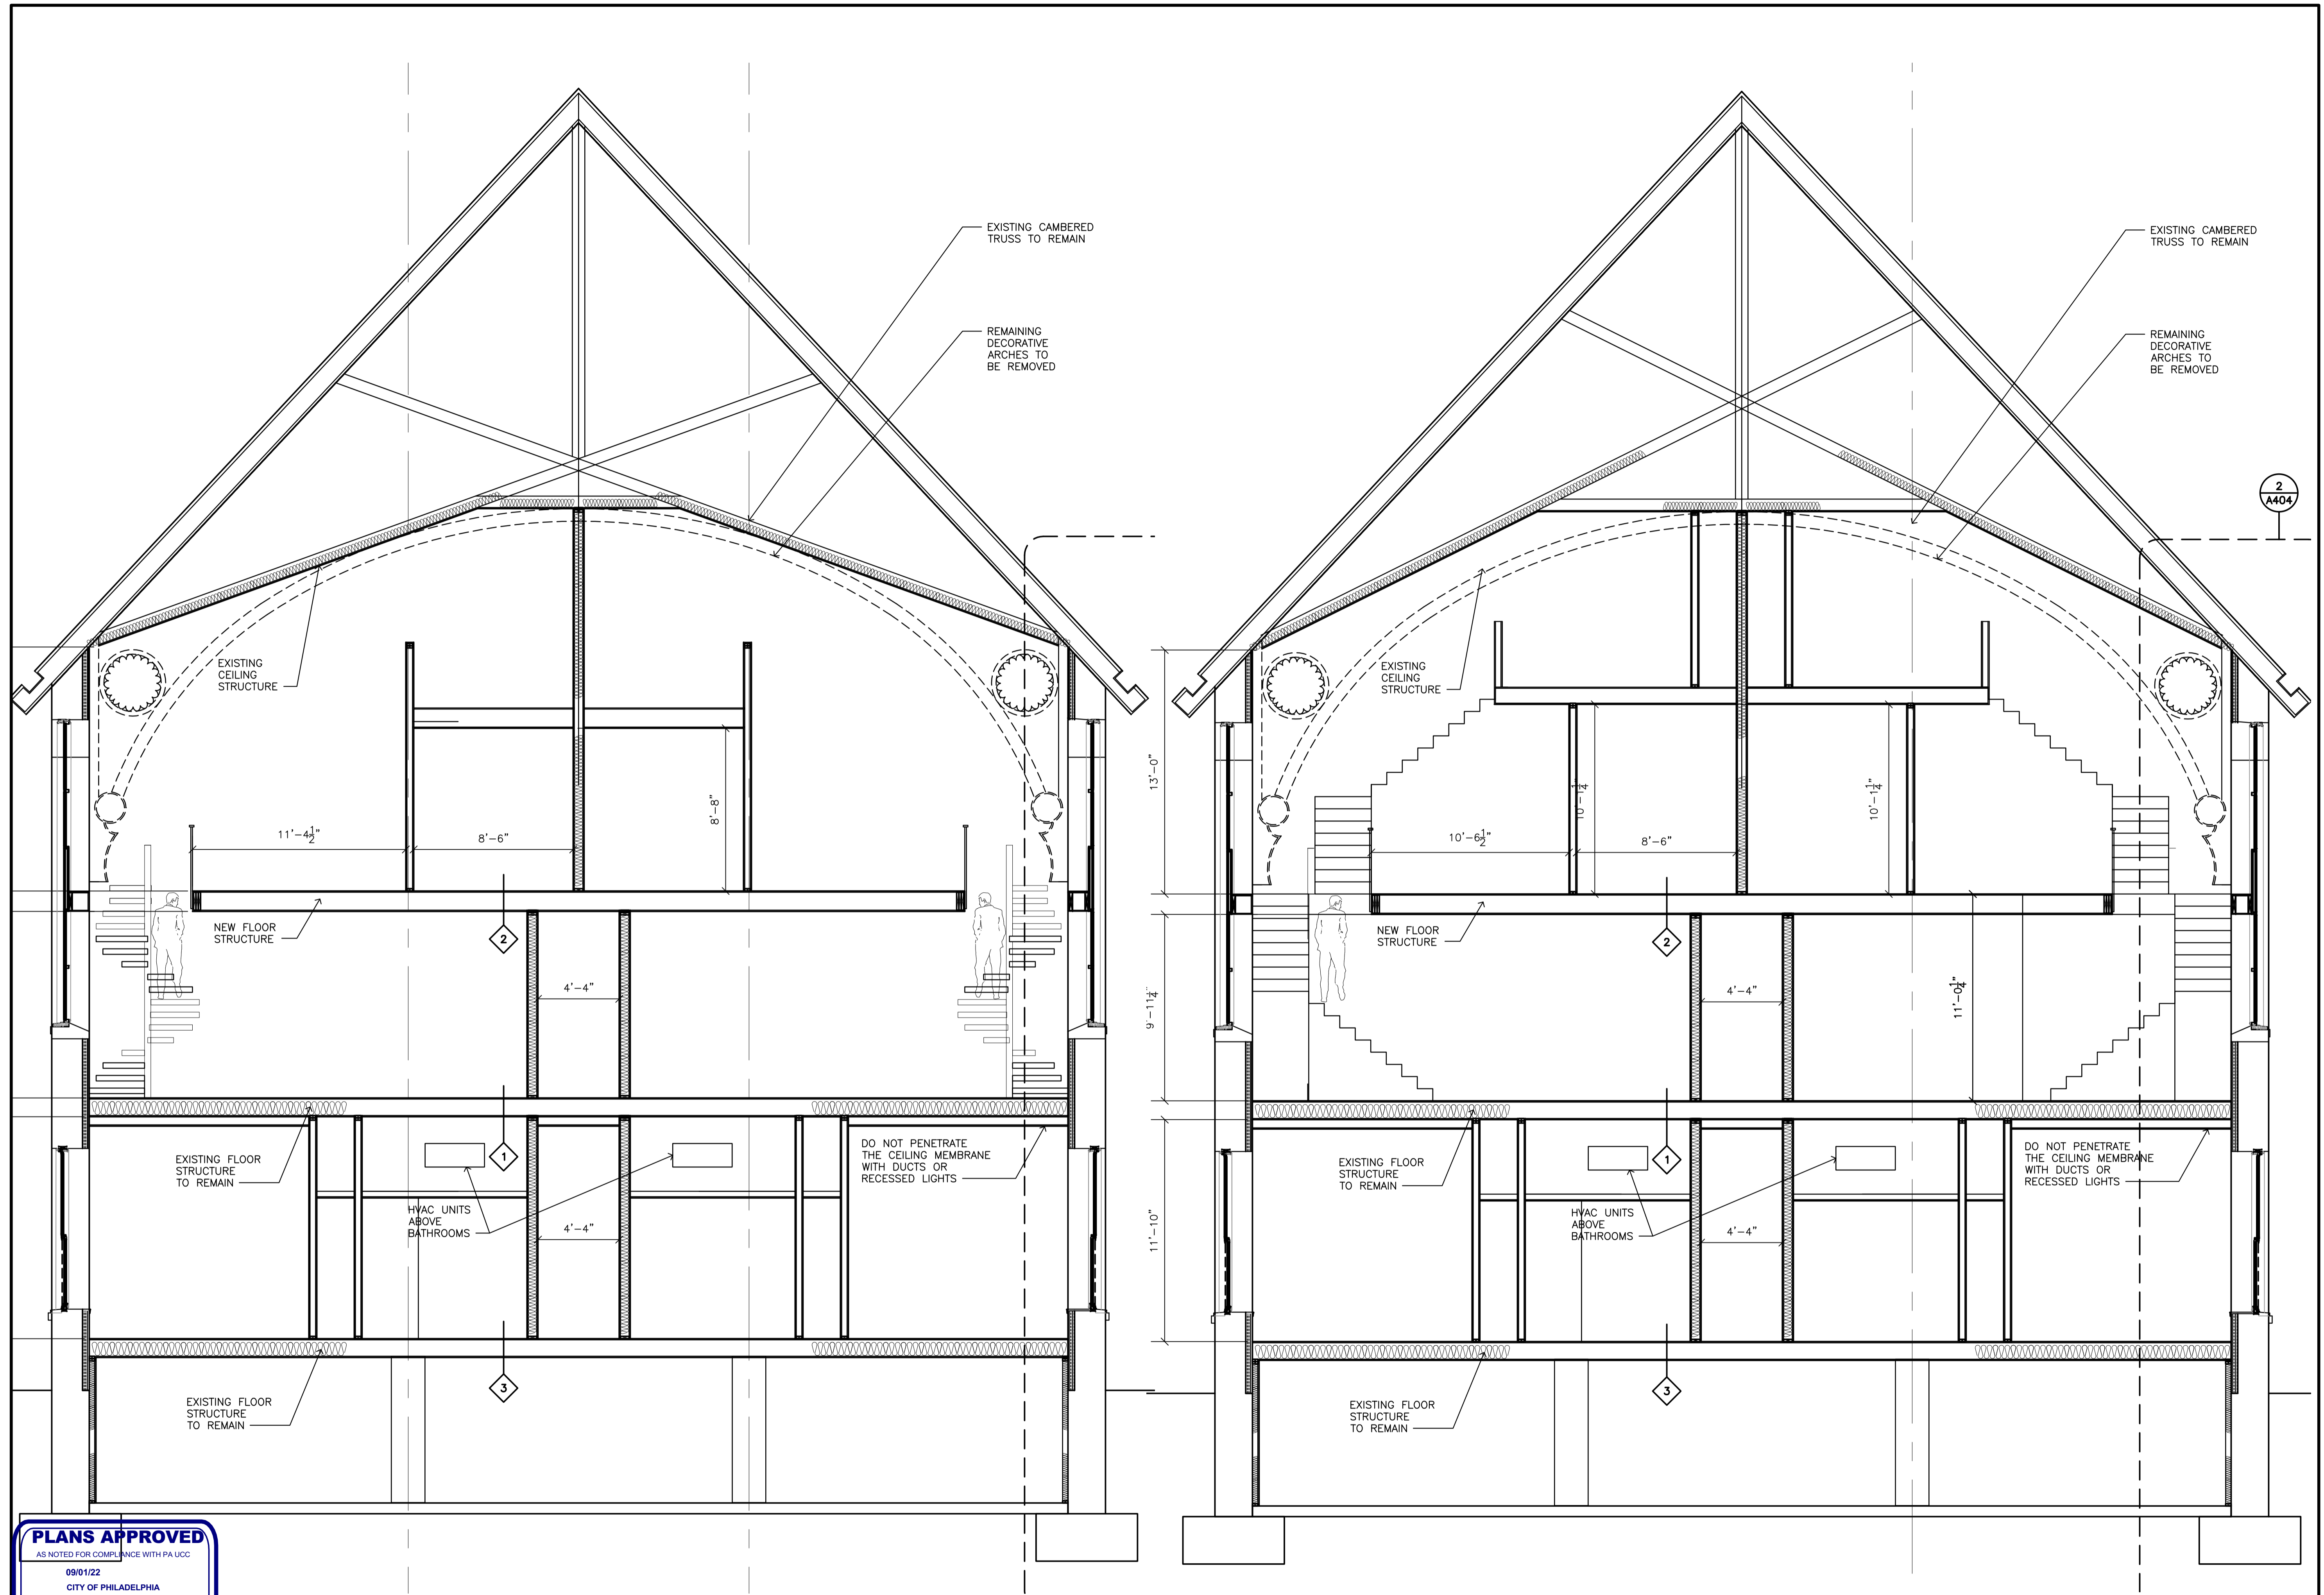 EXISTING CAMBERED
TRUSS TO REMAIN
REMAINING
DECORATIVE
ARCHES TO
BE REMOVED
EXISTING
CEILING
STRUCTURE
11'-4½"
8'-6"
8'-8"
NEW FLOOR
STRUCTURE
2
4'-4"
EXISTING FLOOR
STRUCTURE
TO REMAIN
1
DO NOT PENETRATE
THE CEILING MEMBRANE
WITH DUCTS OR
RECESSED LIGHTS
HVAC UNITS
ABOVE
BATHROOMS
4'-4"
EXISTING FLOOR
STRUCTURE
TO REMAIN
3
PLANS APPROVED
AS NOTED FOR COMPLIANCE WITH PA UCC
09/01/22
CITY OF PHILADELPHIA
EXISTING CAMBERED
TRUSS TO REMAIN
REMAINING
DECORATIVE
ARCHES TO
BE REMOVED
2
A404
EXISTING
CEILING
STRUCTURE
13'-0"
10'-1¼"
10'-1¼"
10'-6½"
8'-6"
NEW FLOOR
STRUCTURE
2
9'-11¼"
4'-4"
11'-0¼"
EXISTING FLOOR
STRUCTURE
TO REMAIN
1
DO NOT PENETRATE
THE CEILING MEMBRANE
WITH DUCTS OR
RECESSED LIGHTS
11'-10"
HVAC UNITS
ABOVE
BATHROOMS
4'-4"
EXISTING FLOOR
STRUCTURE
TO REMAIN
3